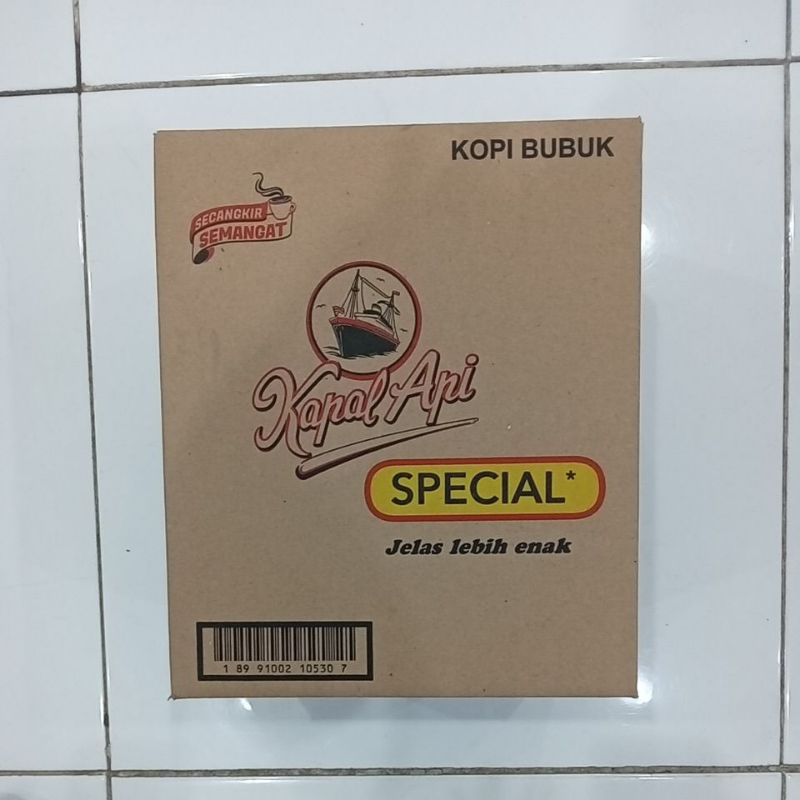 KOPI BUBUK
SECANGKIR
SEMANGAT
Kapal Api
SPECIAL*
Jelas lebih enak
1 89 91002 10530 7